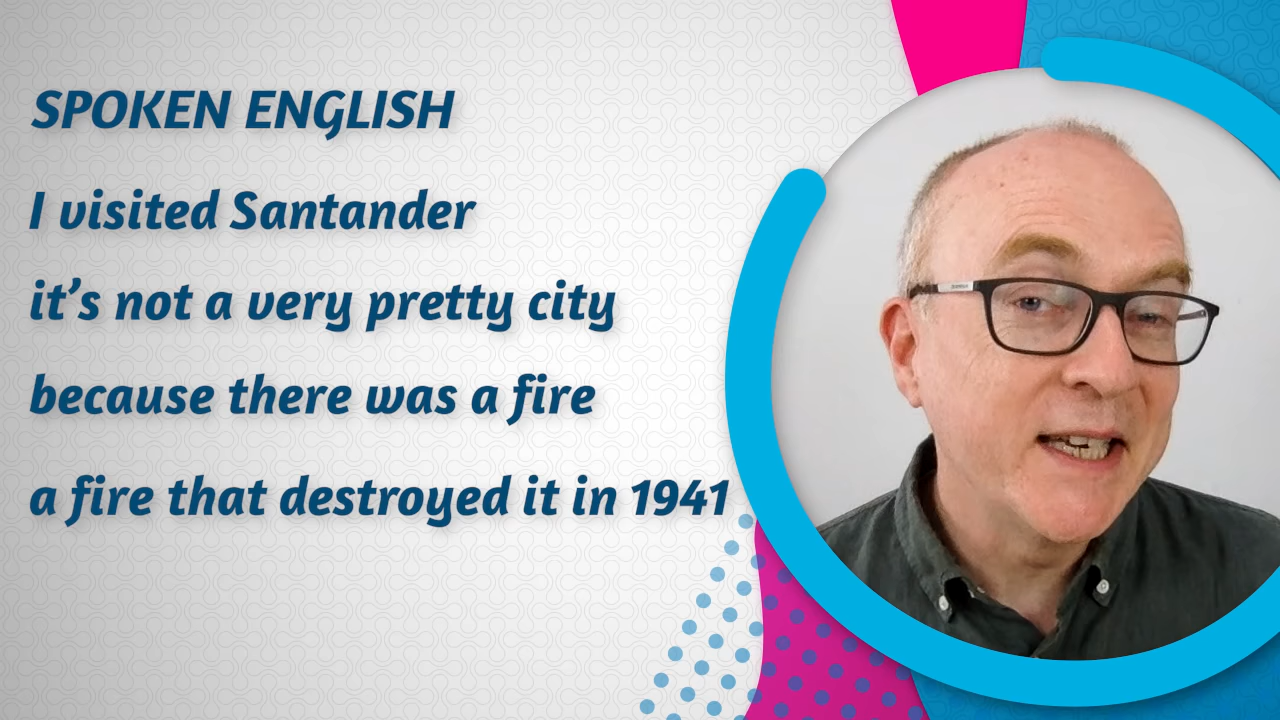 SPOKEN ENGLISH
I visited Santander
it's not a very pretty city
because there was a fire
a fire that destroyed it in 1941